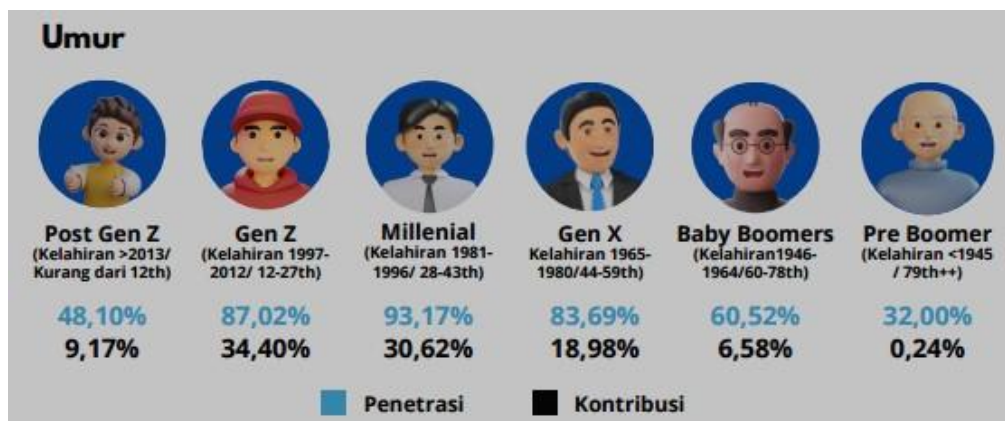 Umur
Post Gen Z
(Kelahiran >2013/
Kurang dari 12th)
48,10%
9,17%
Gen Z
(Kelahiran 1997-
2012/ 12-27th)
87,02%
34,40%
Millenial
(Kelahiran 1981-
1996/ 28-43th)
93,17%
30,62%
Gen X
Kelahiran 1965-
1980/44-59th)
83,69%
18,98%
Baby Boomers
(Kelahiran1946-
1964/60-78th)
60,52%
6,58%
Pre Boomer
(Kelahiran <1945
/ 79th++)
32,00%
0,24%
Penetrasi
Kontribusi